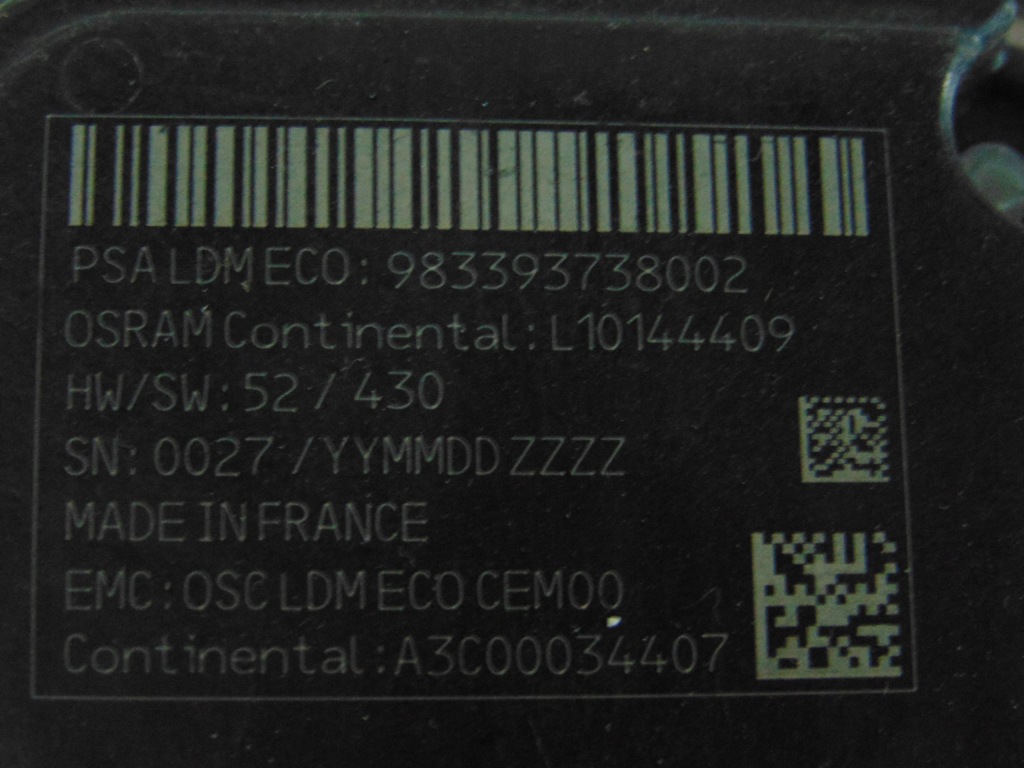 PSA LDM ECO: 983393738002
OSRAM Continental: L10144409
HW/SW: 52 / 430
SN: 0027 /YYMMDD ZZZZ
MADE IN FRANCE
EMC: OSC LDM ECO CEM00
Continental: A3C00034407